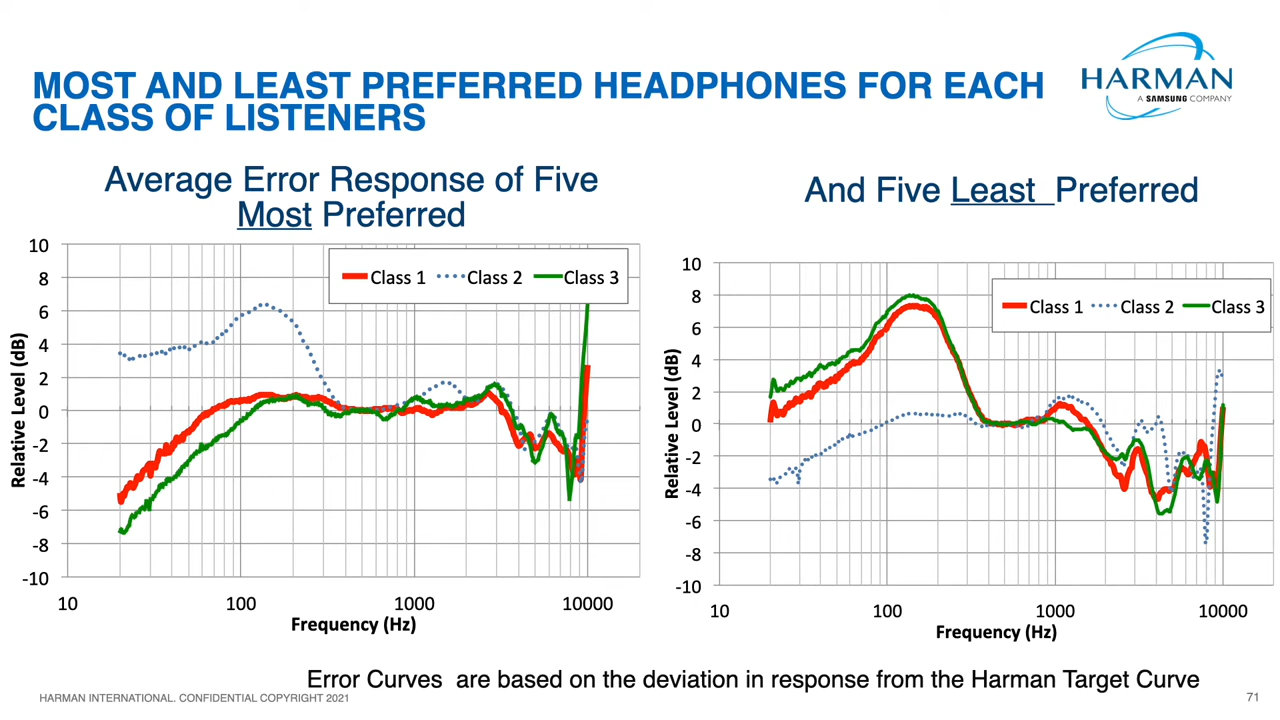 MOST AND LEAST PREFERRED HEADPHONES FOR EACH
CLASS OF LISTENERS
HARMAN
A SAMSUNG COMPANY
Average Error Response of Five
Most Preferred
And Five Least Preferred
10
8
6
4
2
0
-2
-4
-6
-8
-10
Relative Level (dB)
Class 1
Class 2
Class 3
10
100
1000
10000
Frequency (Hz)
10
8
6
4
2
0
-2
-4
-6
-8
-10
Relative Level (dB)
Class 1
Class 2
Class 3
10
100
1000
10000
Frequency (Hz)
Error Curves are based on the deviation in response from the Harman Target Curve
HARMAN INTERNATIONAL. CONFIDENTIAL COPYRIGHT 2021
71